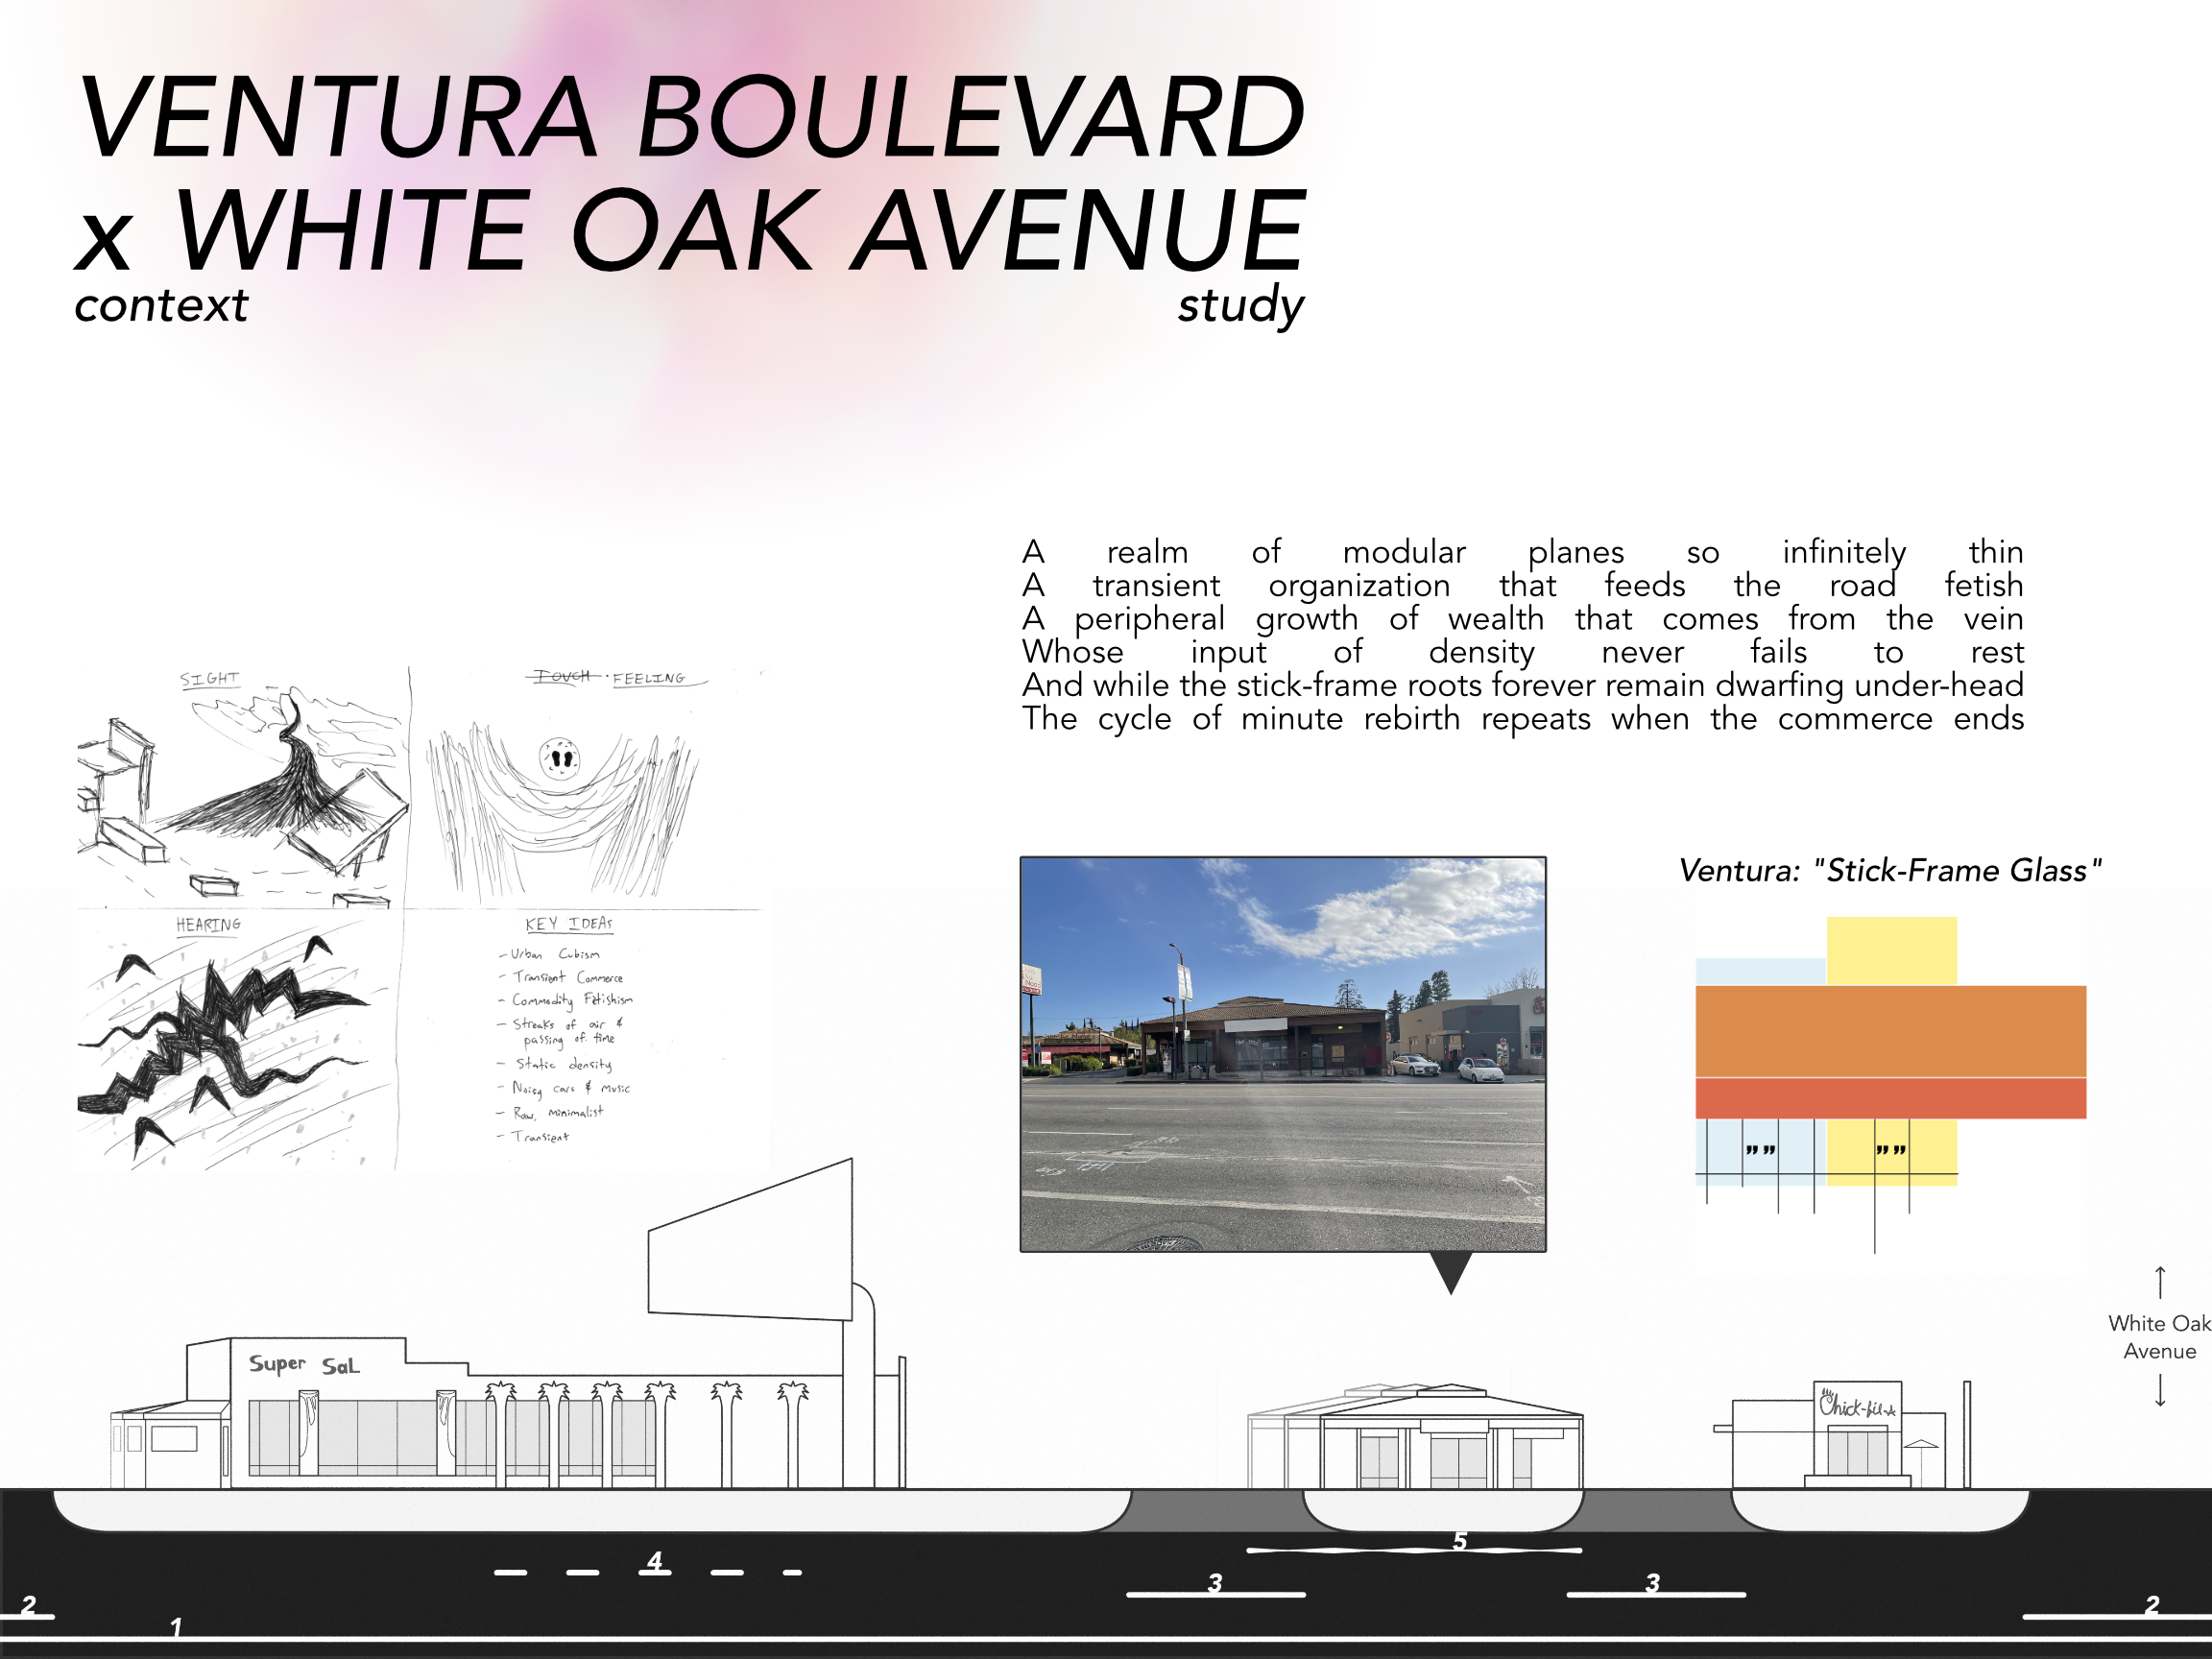 VENTURA BOULEVARD
x WHITE OAK AVENUE
context study
A realm of modular planes so infinitely thin
A transient organization that feeds the road fetish
A peripheral growth of wealth that comes from the vein
Whose input of density never fails to rest
And while the stick-frame roots forever remain dwarfing under-head
The cycle of minute rebirth repeats when the commerce ends
SIGHT
TOUCH · FEELING
HEARING
KEY IDEAS
- Urban Cubism
- Transient Commerce
- Commodity Fetishism
- Streaks of air &
passing of time
- Static density
- Noisy cars & music
- Raw, minimalist
- Transient
Ventura: "Stick-Frame Glass"
"" ""
White Oak
Avenue
Super SaL
Chick-fil-A
5
4
3 3
2 2
1